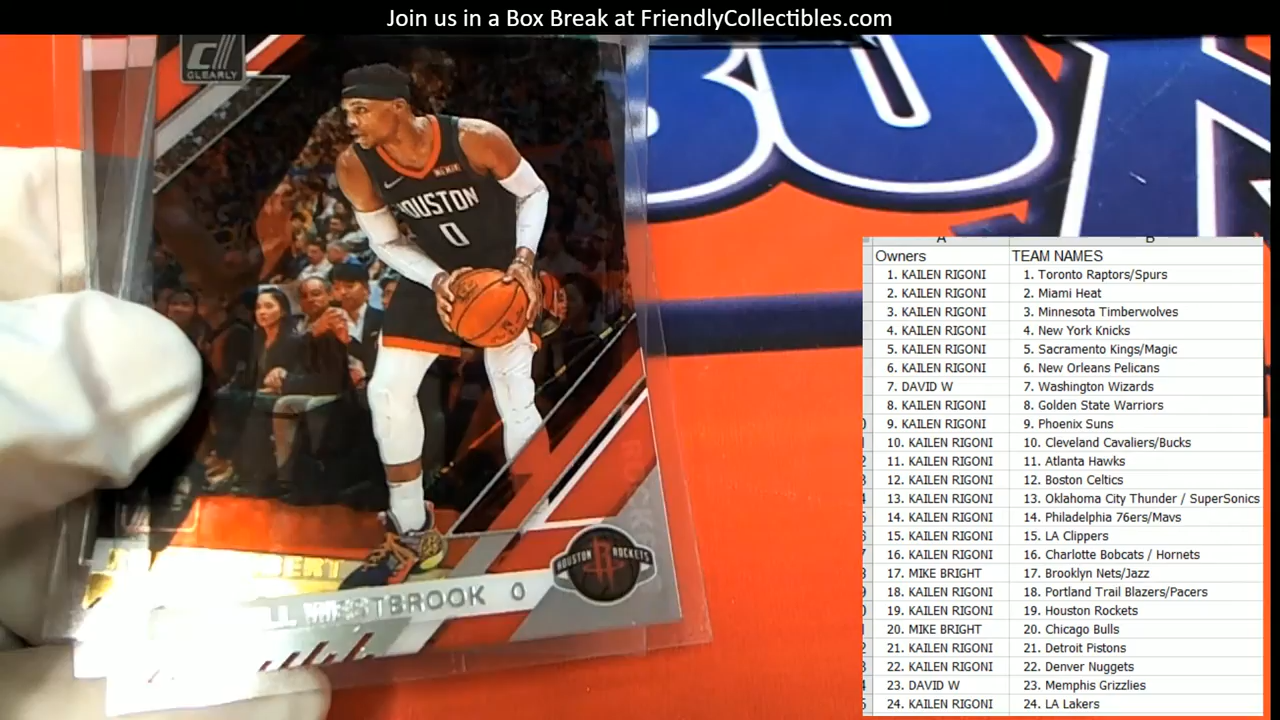 Join us in a Box Break at FriendlyCollectibles.com
CLEARLY
HOUSTON
0
WESTBROOK 0
HOUSTON ROCKETS
A B
Owners TEAM NAMES
1. KAILEN RIGONI 1. Toronto Raptors/Spurs
2. KAILEN RIGONI 2. Miami Heat
3. KAILEN RIGONI 3. Minnesota Timberwolves
4. KAILEN RIGONI 4. New York Knicks
5. KAILEN RIGONI 5. Sacramento Kings/Magic
6. KAILEN RIGONI 6. New Orleans Pelicans
7. DAVID W 7. Washington Wizards
8. KAILEN RIGONI 8. Golden State Warriors
9. KAILEN RIGONI 9. Phoenix Suns
10. KAILEN RIGONI 10. Cleveland Cavaliers/Bucks
11. KAILEN RIGONI 11. Atlanta Hawks
12. KAILEN RIGONI 12. Boston Celtics
13. KAILEN RIGONI 13. Oklahoma City Thunder / SuperSonics
14. KAILEN RIGONI 14. Philadelphia 76ers/Mavs
15. KAILEN RIGONI 15. LA Clippers
16. KAILEN RIGONI 16. Charlotte Bobcats / Hornets
17. MIKE BRIGHT 17. Brooklyn Nets/Jazz
18. KAILEN RIGONI 18. Portland Trail Blazers/Pacers
19. KAILEN RIGONI 19. Houston Rockets
20. MIKE BRIGHT 20. Chicago Bulls
21. KAILEN RIGONI 21. Detroit Pistons
22. KAILEN RIGONI 22. Denver Nuggets
23. DAVID W 23. Memphis Grizzlies
24. KAILEN RIGONI 24. LA Lakers